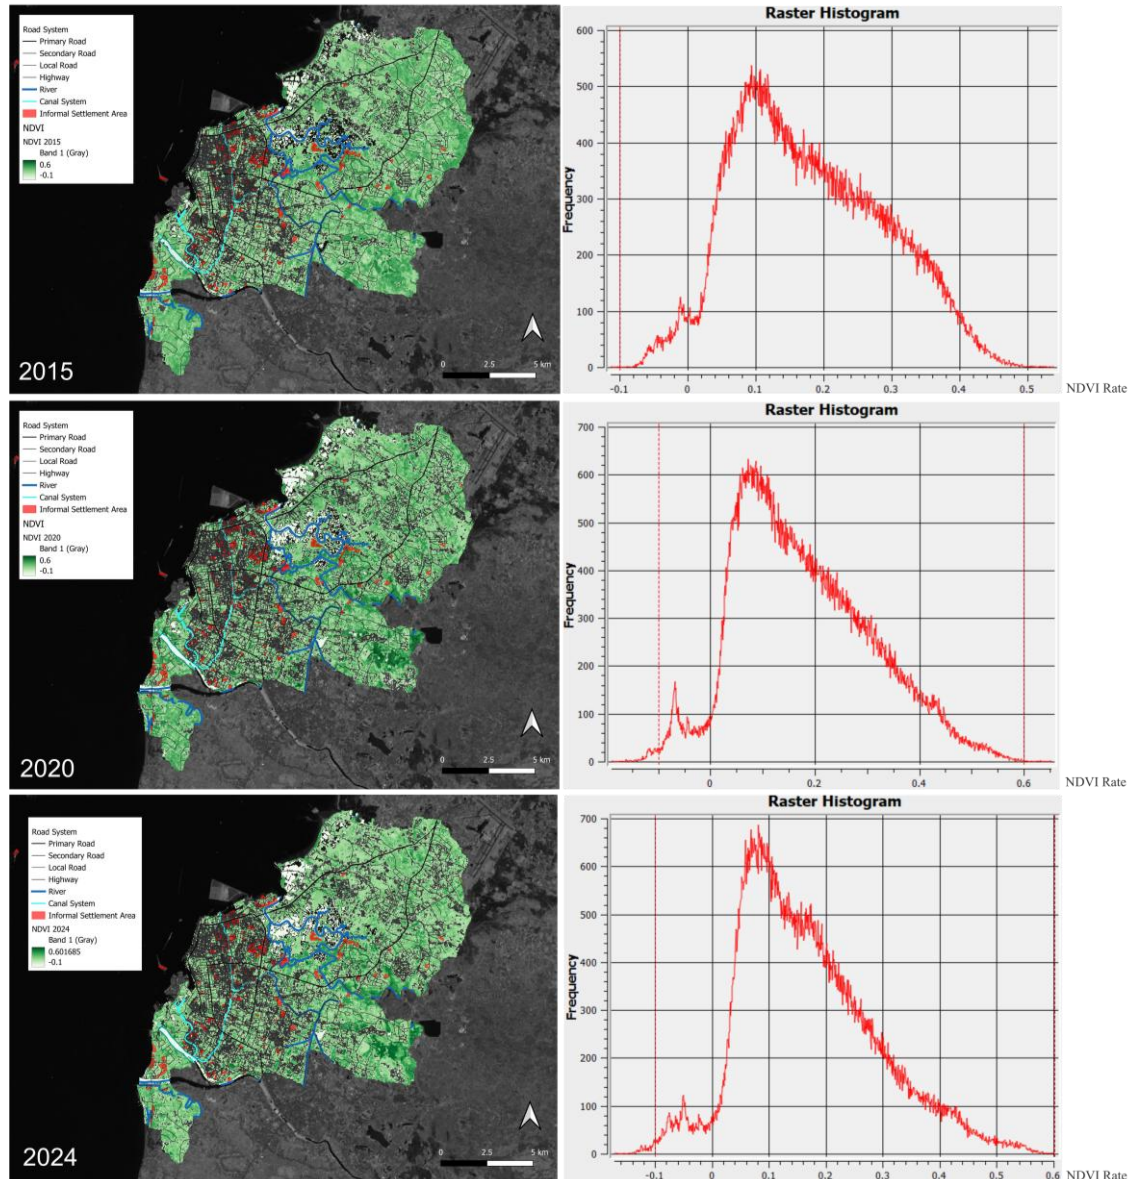 Road System
Primary Road
Secondary Road
Local Road
Highway
River
Canal System
Informal Settlement Area
NDVI
NDVI 2015
Band 1 (Gray)
0.6
-0.1
2015
0 2.5 5 km
Raster Histogram
Frequency
600
500
400
300
200
100
0
-0.1 0 0.1 0.2 0.3 0.4 0.5
NDVI Rate
Road System
Primary Road
Secondary Road
Local Road
Highway
River
Canal System
Informal Settlement Area
NDVI
NDVI 2020
Band 1 (Gray)
0.6
-0.1
2020
0 2.5 5 km
Raster Histogram
Frequency
700
600
500
400
300
200
100
0
0 0.2 0.4 0.6
NDVI Rate
Road System
Primary Road
Secondary Road
Local Road
Highway
River
Canal System
Informal Settlement Area
NDVI 2024
Band 1 (Gray)
0.601685
-0.1
2024
0 2.5 5 km
Raster Histogram
Frequency
700
600
500
400
300
200
100
0
-0.1 0 0.1 0.2 0.3 0.4 0.5 0.6
NDVI Rate